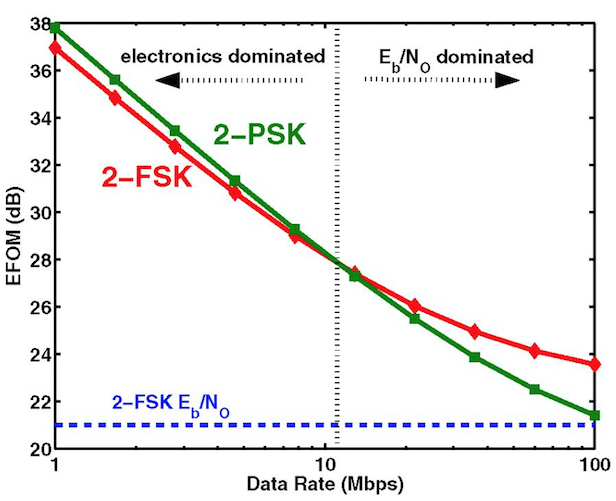 38
36
34
32
30
28
26
24
22
20
EFOM (dB)
electronics dominated
E_b/N_O dominated
2-PSK
2-FSK
2-FSK E_b/N_O
1
10
100
Data Rate (Mbps)